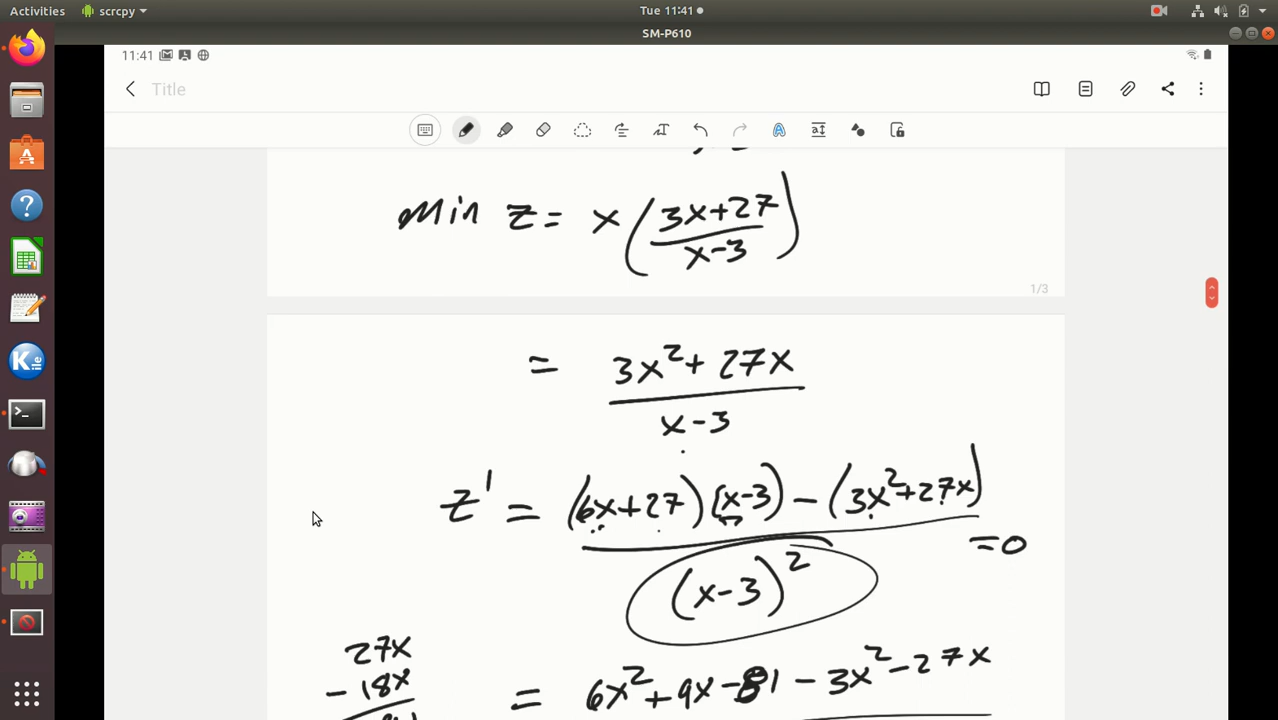 Activities scrcpy Tue 11:41
SM-P610
11:41
Title
Min z = x (3x+27 / x-3)
1/3
= 3x² + 27x / x-3
z' = (6x+27)(x-3) - (3x²+27x) / (x-3)² = 0
27x
- 18x
= 6x² + 9x - 81 - 3x² - 27x